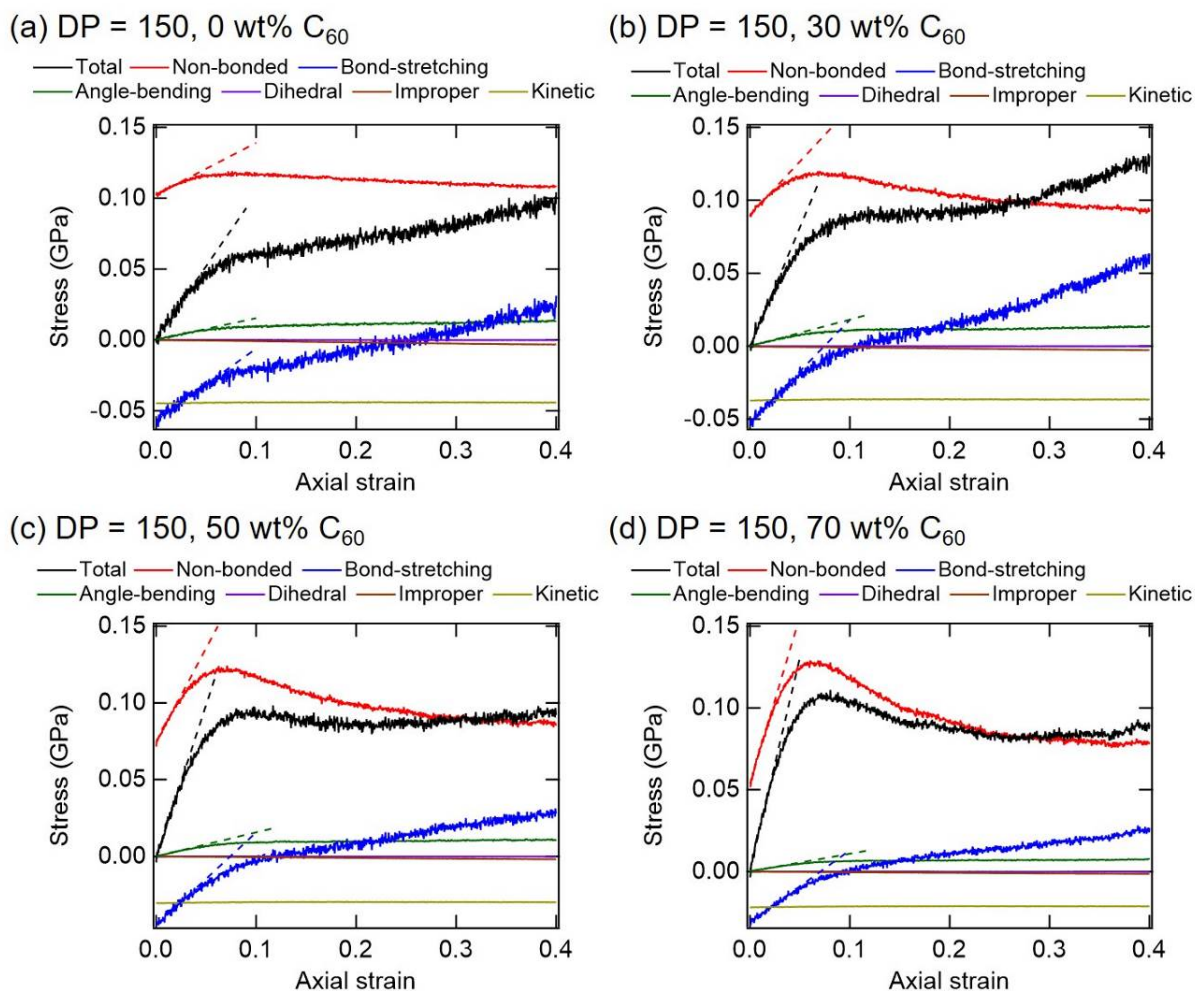 (a) DP = 150, 0 wt% C₆₀
Total Non-bonded Bond-stretching
Angle-bending Dihedral Improper Kinetic
0.15
0.10
0.05
0.00
-0.05
Stress (GPa)
0.0 0.1 0.2 0.3 0.4
Axial strain
(b) DP = 150, 30 wt% C₆₀
Total Non-bonded Bond-stretching
Angle-bending Dihedral Improper Kinetic
0.15
0.10
0.05
0.00
-0.05
Stress (GPa)
0.0 0.1 0.2 0.3 0.4
Axial strain
(c) DP = 150, 50 wt% C₆₀
Total Non-bonded Bond-stretching
Angle-bending Dihedral Improper Kinetic
0.15
0.10
0.05
0.00
Stress (GPa)
0.0 0.1 0.2 0.3 0.4
Axial strain
(d) DP = 150, 70 wt% C₆₀
Total Non-bonded Bond-stretching
Angle-bending Dihedral Improper Kinetic
0.15
0.10
0.05
0.00
Stress (GPa)
0.0 0.1 0.2 0.3 0.4
Axial strain